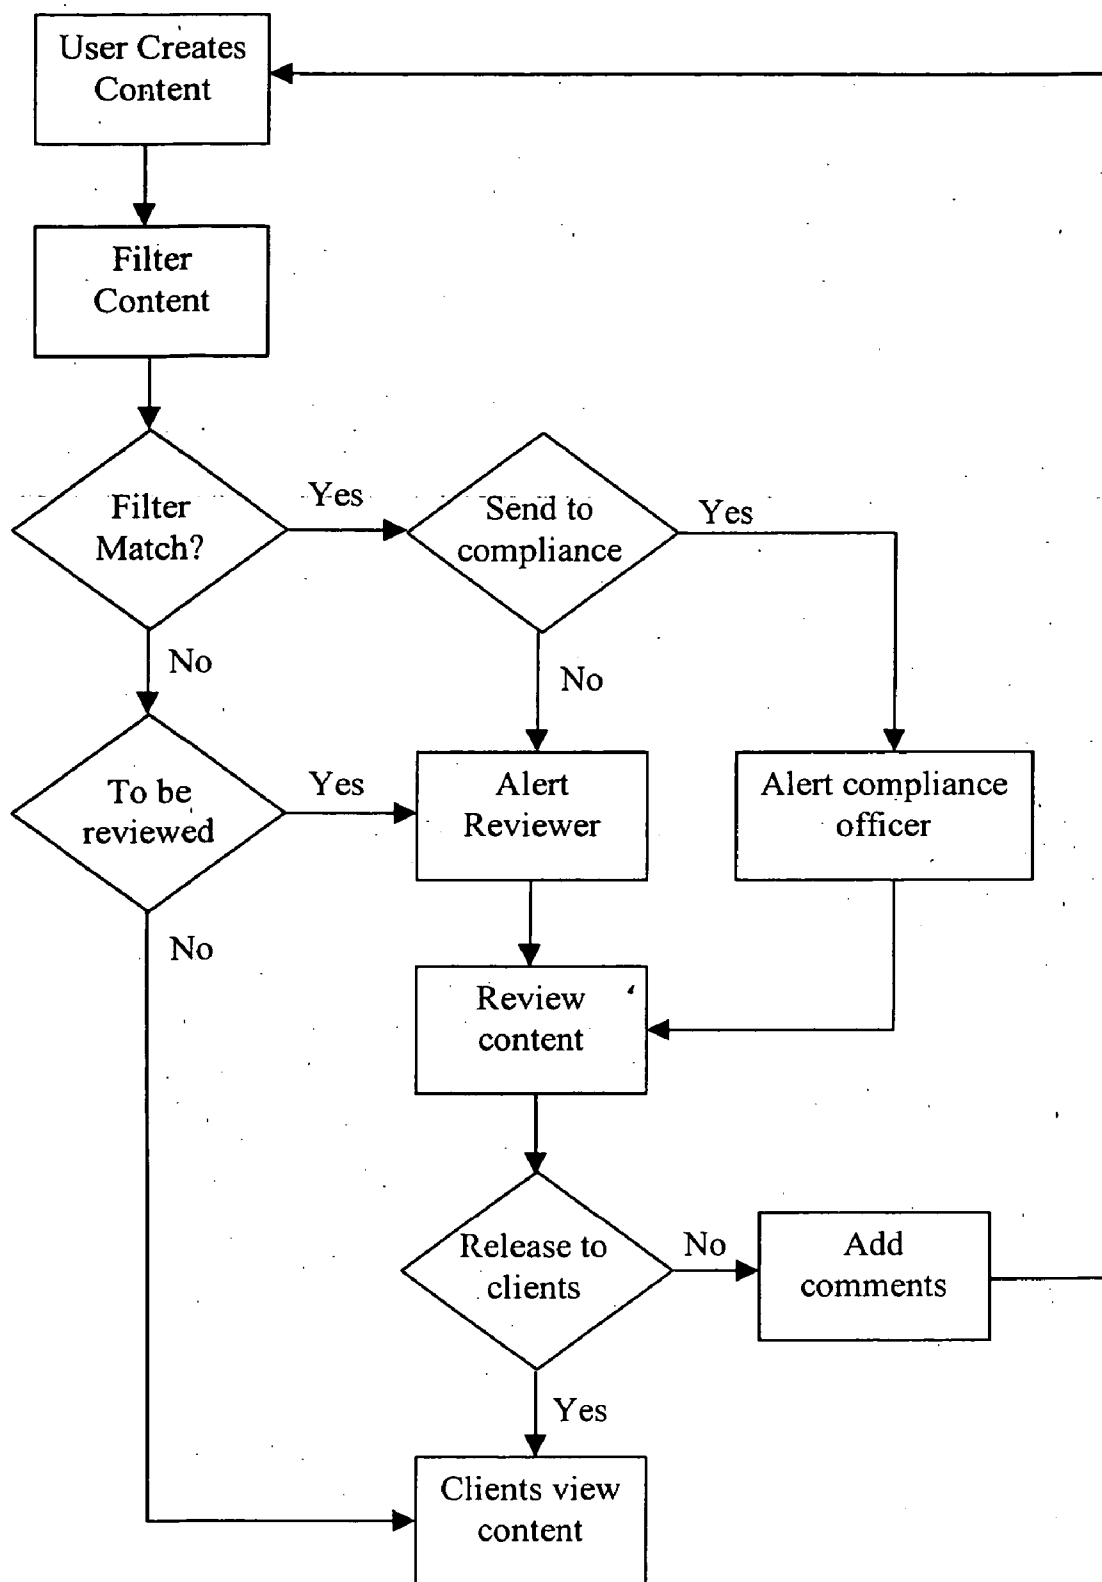 User Creates
Content
Filter
Content
Filter
Match?
Yes
Send to
compliance
Yes
No
No
To be
reviewed
Yes
Alert
Reviewer
Alert compliance
officer
No
Review
content
Release to
clients
No
Add
comments
Yes
Clients view
content